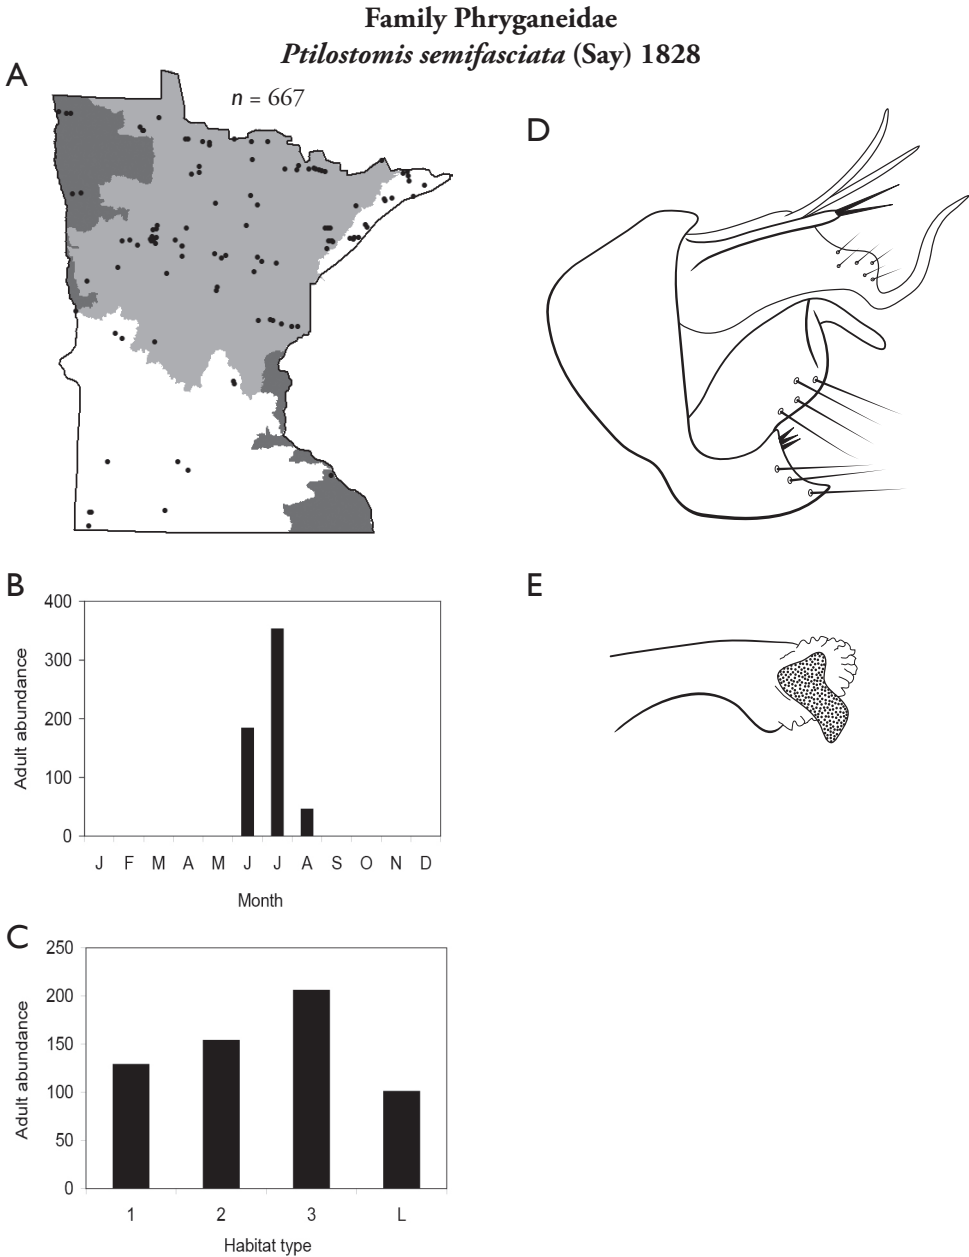 Family Phryganeidae
Ptilostomis semifasciata (Say) 1828
A
n = 667
D
B
400
300
200
100
0
Adult abundance
J F M A M J J A S O N D
Month
E
C
250
200
150
100
50
0
Adult abundance
1 2 3 L
Habitat type